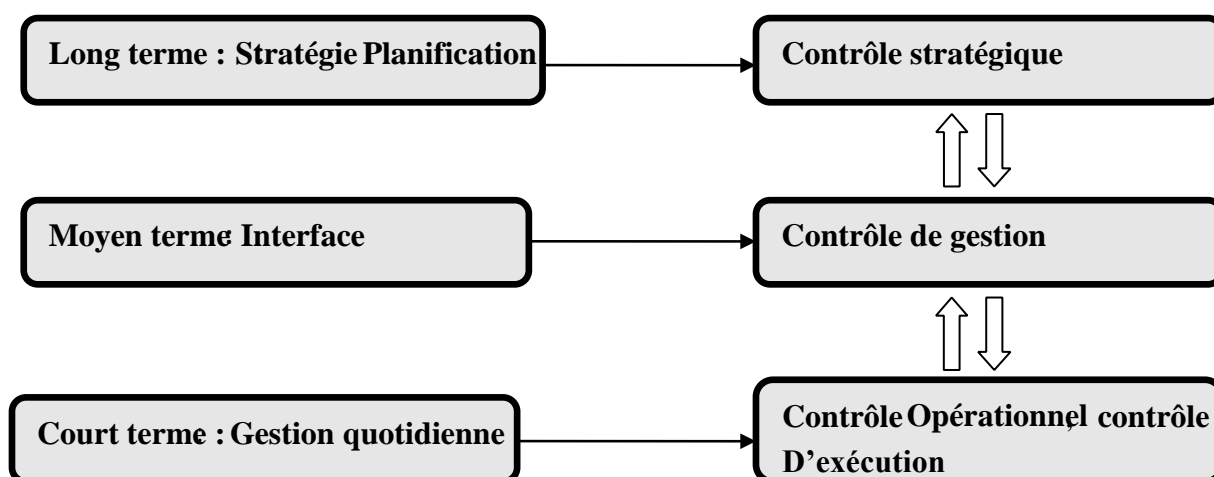 Long terme : Stratégie Planification
Contrôle stratégique
Moyen terme : Interface
Contrôle de gestion
Court terme : Gestion quotidienne
Contrôle Opérationnel, contrôle
D'exécution